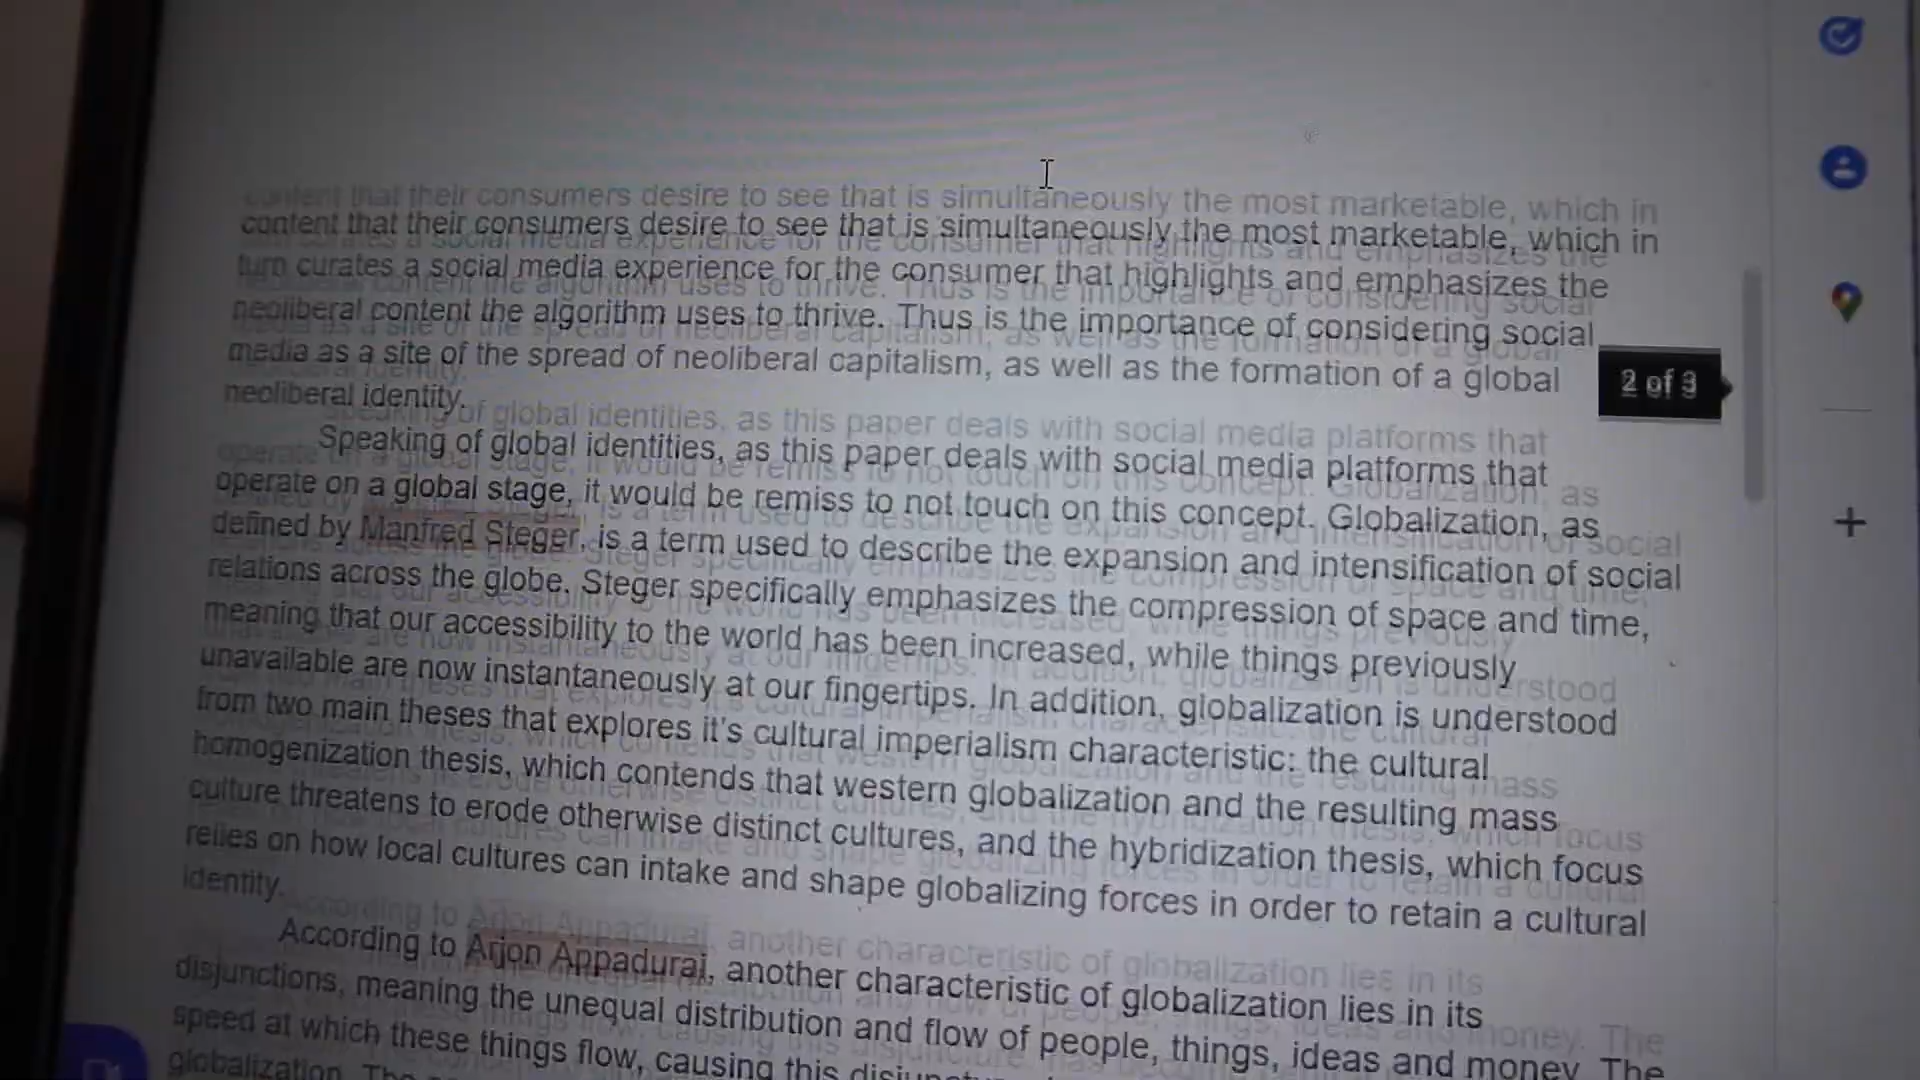 content that their consumers desire to see that is simultaneously the most marketable, which in
turn curates a social media experience for the consumer that highlights and emphasizes the
neoliberal content the algorithm uses to thrive. Thus is the importance of considering social
media as a site of the spread of neoliberal capitalism, as well as the formation of a global
neoliberal identity.
2 of 3
Speaking of global identities, as this paper deals with social media platforms that
operate on a global stage, it would be remiss to not touch on this concept. Globalization, as
defined by Manfred Steger, is a term used to describe the expansion and intensification of social
relations across the globe. Steger specifically emphasizes the compression of space and time,
meaning that our accessibility to the world has been increased, while things previously
unavailable are now instantaneously at our fingertips. In addition, globalization is understood
from two main theses that explores it's cultural imperialism characteristic: the cultural
homogenization thesis, which contends that western globalization and the resulting mass
culture threatens to erode otherwise distinct cultures, and the hybridization thesis, which focus
relies on how local cultures can intake and shape globalizing forces in order to retain a cultural
identity.
According to Arjon Appadurai, another characteristic of globalization lies in its
disjunctions, meaning the unequal distribution and flow of people, things, ideas and money. The
speed at which these things flow, causing this
globalization. The